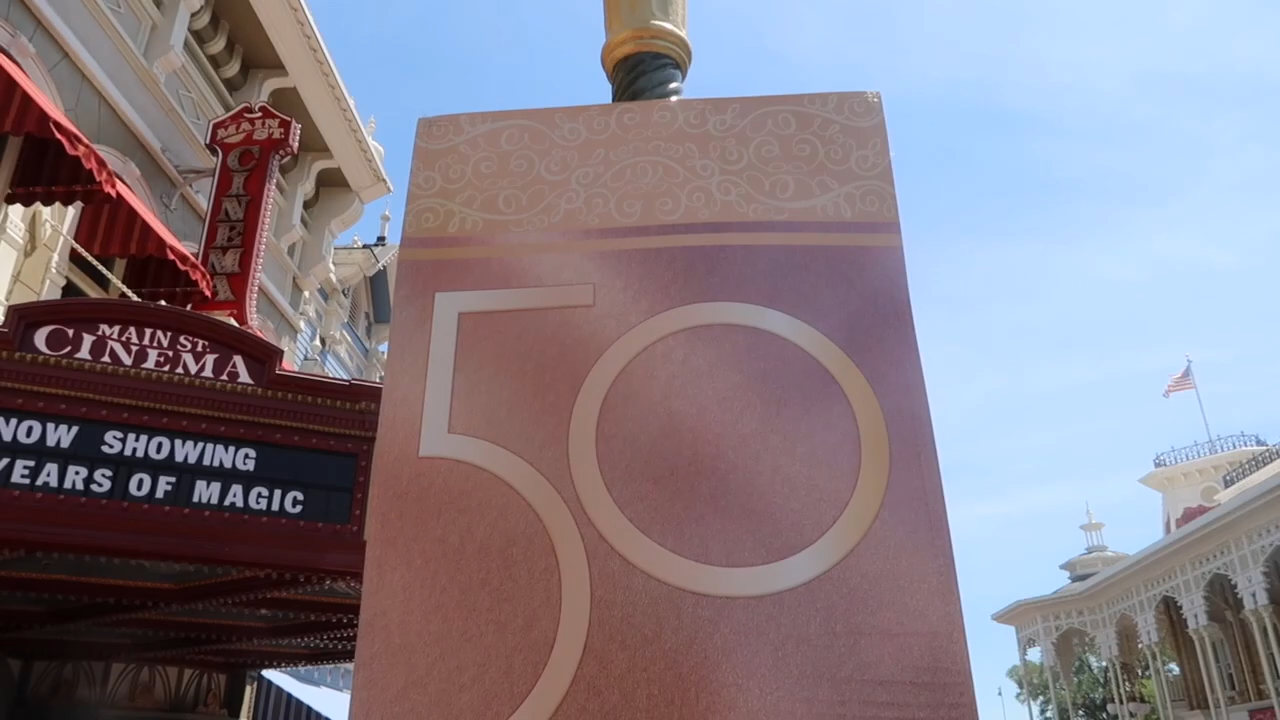 MAIN
ST.
CINEMA
MAIN ST.
CINEMA
NOW SHOWING
YEARS OF MAGIC
50